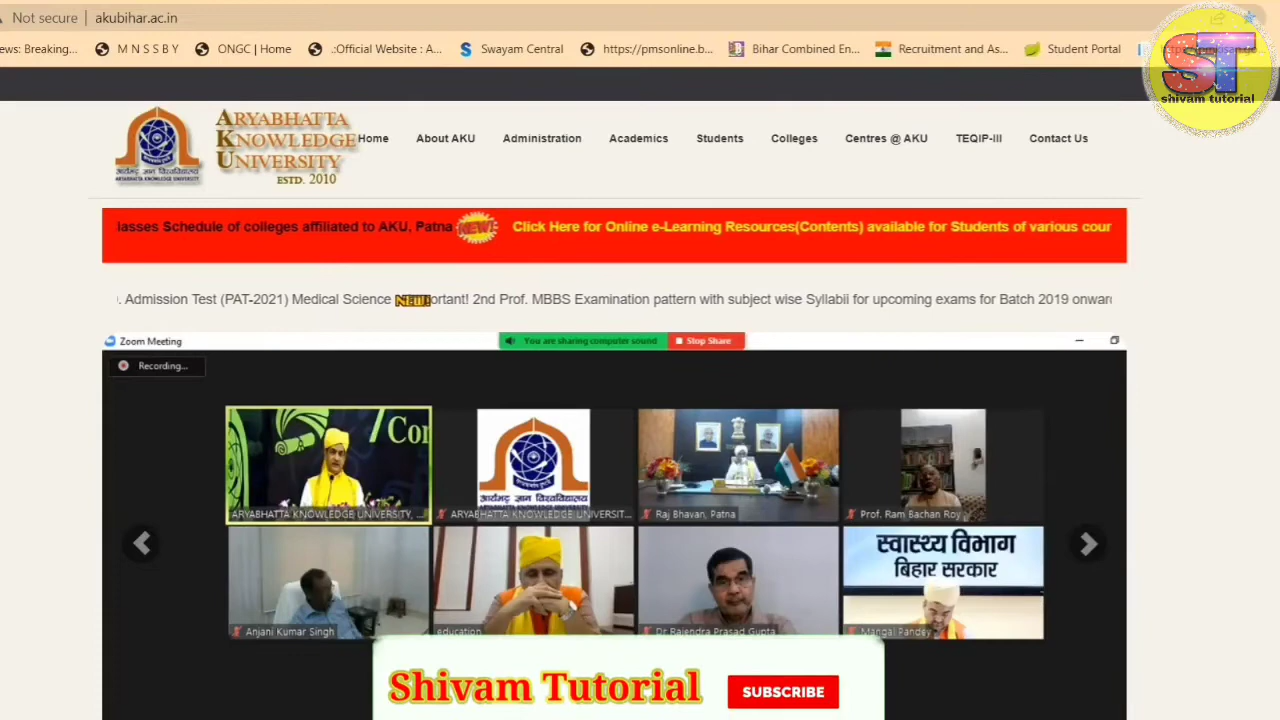 Not secure | akubihar.ac.in
ews: Breaking... M N S S B Y ONGC | Home .:Official Website : A... Swayam Central https://pmsonline.b... Bihar Combined En... Recruitment and As... Student Portal
ST
shivam tutorial
ARYABHATTA
KNOWLEDGE
UNIVERSITY
ESTD. 2010
Home About AKU Administration Academics Students Colleges Centres @ AKU TEQIP-III Contact Us
lasses Schedule of colleges affiliated to AKU, Patna NEW! Click Here for Online e-Learning Resources(Contents) available for Students of various cour
. Admission Test (PAT-2021) Medical Science ortant! 2nd Prof. MBBS Examination pattern with subject wise Syllabii for upcoming exams for Batch 2019 onwar
Zoom Meeting You are sharing computer sound Stop Share
Recording...
Con
आर्यभट्ट ज्ञान विश्वविद्यालय
ARYABHATTA KNOWLEDGE UNIVERSITY, ... ARYABHATTA KNOWLEDGE UNIVERSIT... Raj Bhavan, Patna Prof. Ram Bachan Roy
स्वास्थ्य विभाग
बिहार सरकार
Anjani Kumar Singh education Dr Rajendra Prasad Gupta Mangal Pandey
Shivam Tutorial SUBSCRIBE